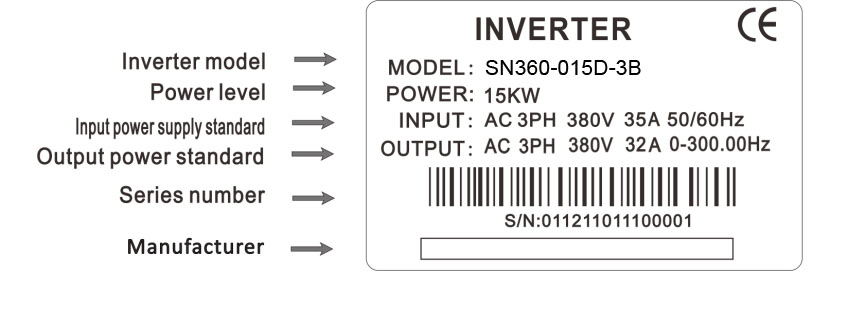 INVERTER CE
Inverter model MODEL: SN360-015D-3B
Power level POWER: 15KW
Input power supply standard INPUT: AC 3PH 380V 35A 50/60Hz
Output power standard OUTPUT: AC 3PH 380V 32A 0-300.00Hz
Series number
S/N:011211011100001
Manufacturer